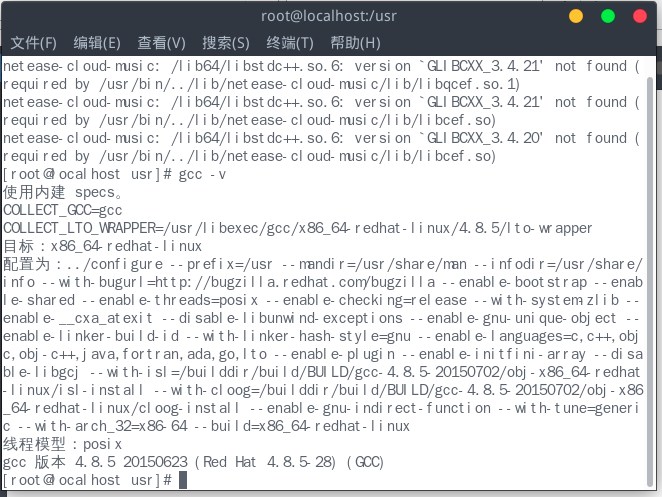 root@localhost:/usr
文件(F) 编辑(E) 查看(V) 搜索(S) 终端(T) 帮助(H)
netease-cloud-music: /lib64/libstdc++.so.6: version `GLIBCXX_3.4.21' not found (
required by /usr/bin/../lib/netease-cloud-music/lib/libqcef.so.1)
netease-cloud-music: /lib64/libstdc++.so.6: version `GLIBCXX_3.4.21' not found (
required by /usr/bin/../lib/netease-cloud-music/lib/libcef.so)
netease-cloud-music: /lib64/libstdc++.so.6: version `GLIBCXX_3.4.20' not found (
required by /usr/bin/../lib/netease-cloud-music/lib/libcef.so)
[root@localhost usr]# gcc -v
使用内建 specs。
COLLECT_GCC=gcc
COLLECT_LTO_WRAPPER=/usr/libexec/gcc/x86_64-redhat-linux/4.8.5/lto-wrapper
目标：x86_64-redhat-linux
配置为：../configure --prefix=/usr --mandir=/usr/share/man --infodir=/usr/share/
info --with-bugurl=http://bugzilla.redhat.com/bugzilla --enable-bootstrap --enab
le-shared --enable-threads=posix --enable-checking=release --with-system-zlib --
enable-__cxa_atexit --disable-libunwind-exceptions --enable-gnu-unique-object --
enable-linker-build-id --with-linker-hash-style=gnu --enable-languages=c,c++,obj
c,obj-c++,java,fortran,ada,go,lto --enable-plugin --enable-initfini-array --disa
ble-libgcj --with-isl=/builddir/build/BUILD/gcc-4.8.5-20150702/obj-x86_64-redhat
-linux/isl-install --with-cloog=/builddir/build/BUILD/gcc-4.8.5-20150702/obj-x86
_64-redhat-linux/cloog-install --enable-gnu-indirect-function --with-tune=generi
c --with-arch_32=x86-64 --build=x86_64-redhat-linux
线程模型：posix
gcc 版本 4.8.5 20150623 (Red Hat 4.8.5-28) (GCC)
[root@localhost usr]#